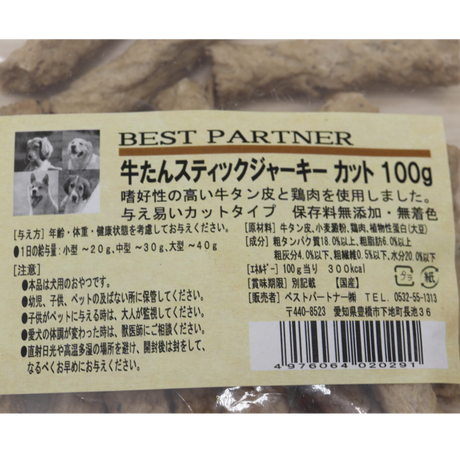 BEST PARTNER
牛たんスティックジャーキー カット 100g
嗜好性の高い牛タン皮と鶏肉を使用しました。
与え易いカットタイプ 保存料無添加・無着色
[与え方] 年齢・体重・健康状態を考慮してお与えください。
●1日の給与量:小型 ~20g、中型 ~30g、大型 ~40g
[注意]
●本品は犬用のおやつです。
●幼児、子供、ペットの及ばない所に保管してください。
●子供がペットに与える時は、大人が監視してください。
●愛犬の体調が変わった時は、獣医師にご相談ください。
●直射日光や高温多湿の場所を避け、開封後は封をして、
なるべくお早めにお与えください。
[原材料] 牛タン皮、小麦澱粉、鶏肉、植物性蛋白(大豆)
[成分] 粗タンパク質18.0%以上、粗脂肪6.0%以上
粗灰分4.0%以下、粗繊維0.5%以下、水分20.0%以下
[エネルギー] 100g当り 300kcal
[賞味期限] 別記載 [国産]
[販売者] ベストパートナー㈲ TEL 0532-55-1313
〒440-8523 愛知県豊橋市下地町長池36
プラ 紙
4976064020291